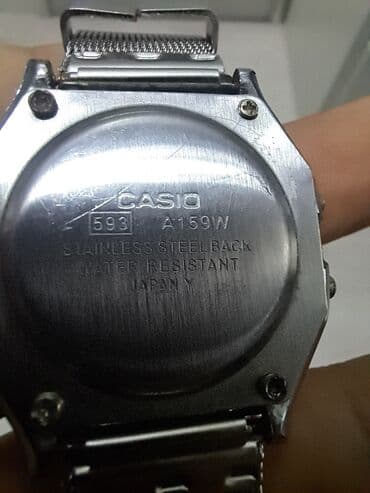 CASIO
593 A159W
STAINLESS STEEL BACK
WATER RESISTANT
JAPAN Y